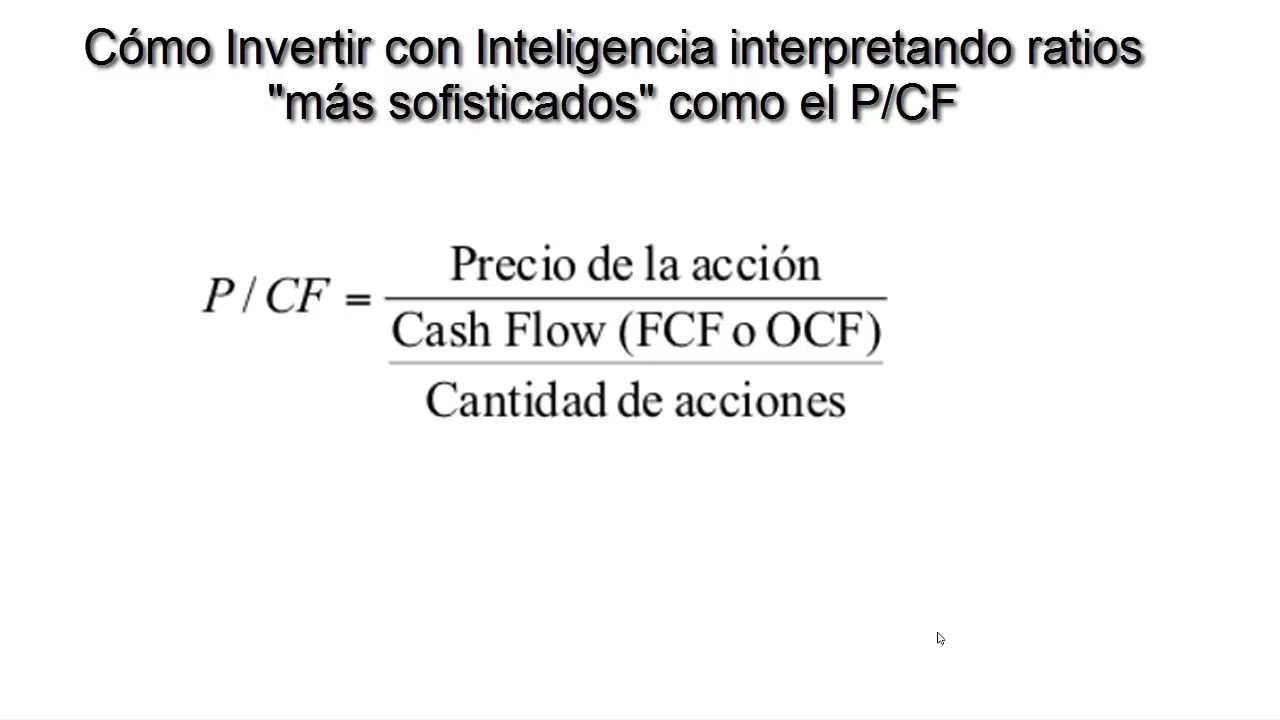 Cómo Invertir con Inteligencia interpretando ratios
"más sofisticados" como el P/CF
Precio de la acción
P / CF =
Cash Flow (FCF o OCF)
Cantidad de acciones